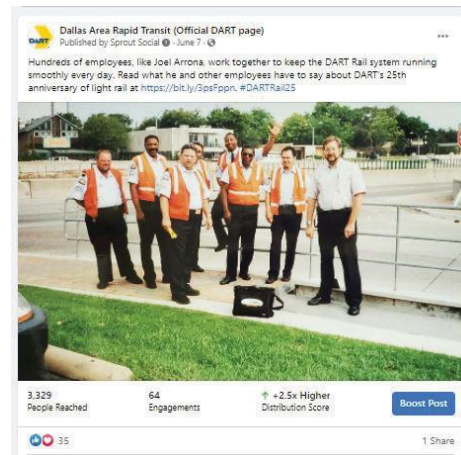 Dallas Area Rapid Transit (Official DART page)
DART
Published by Sprout Social · June 7 ·
Hundreds of employees, like Joel Arrona, work together to keep the DART Rail system running
smoothly every day. Read what he and other employees have to say about DART's 25th
anniversary of light rail at https://bit.ly/3psFppn. #DARTRail25
3,329
People Reached
64
Engagements
+2.5x Higher
Distribution Score
Boost Post
35
1 Share